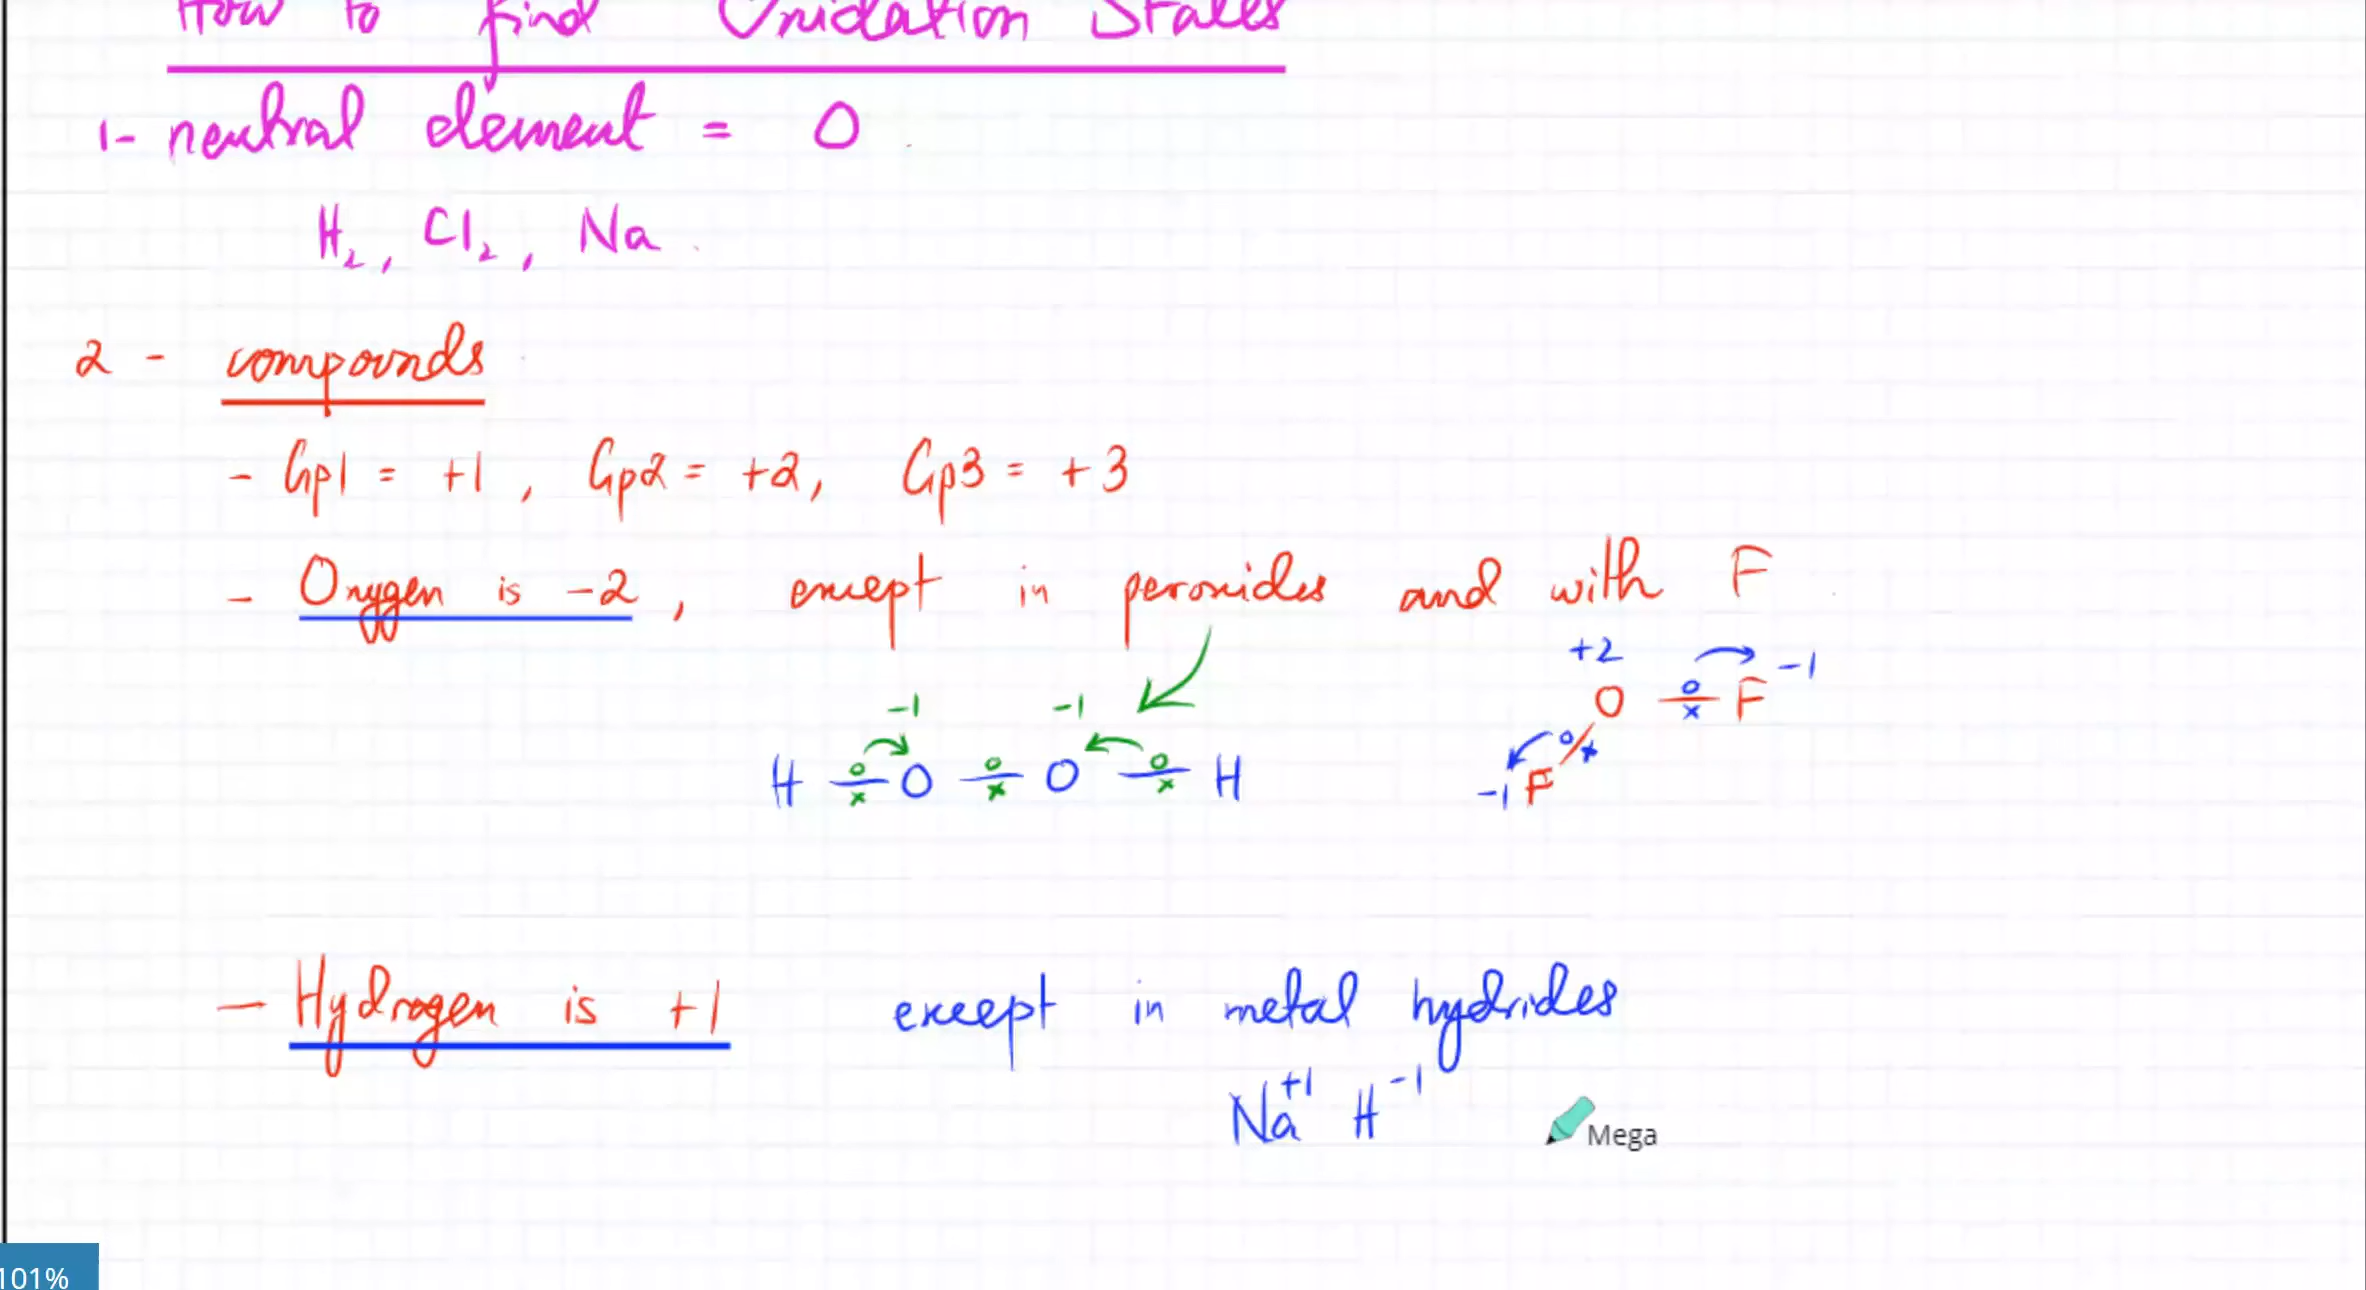 How to find Oxidation States
1- neutral element = 0
H₂, Cl₂, Na.
2 - compounds
- Gp1 = +1, Gp2 = +2, Gp3 = +3
- Oxygen is -2, except in peroxides and with F
+2 -1
-1 -1 O F
H O O H -1 F
- Hydrogen is +1 except in metal hydrides
Na⁺¹ H⁻¹
Mega
101%